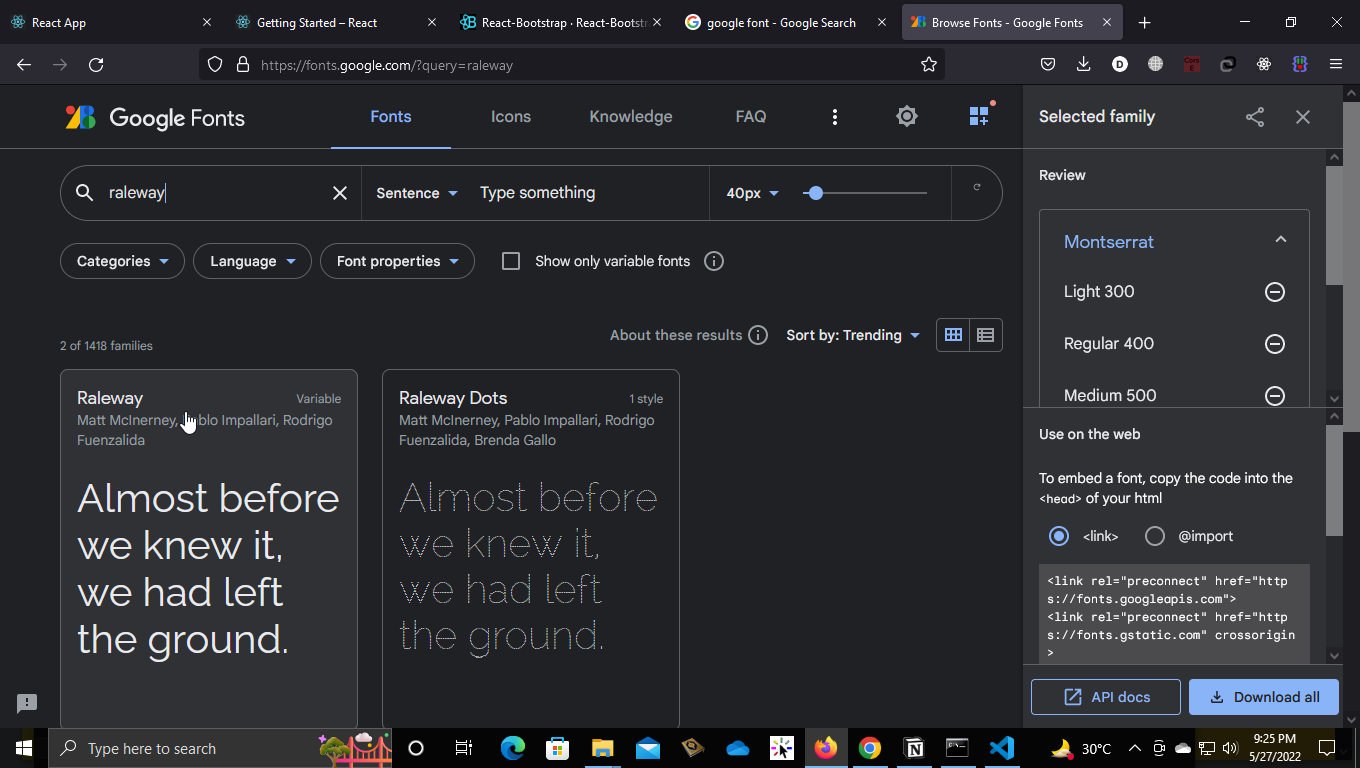 React App
Getting Started – React
React-Bootstrap · React-Bootstr
google font - Google Search
Browse Fonts - Google Fonts
https://fonts.google.com/?query=raleway
Google Fonts
Fonts
Icons
Knowledge
FAQ
raleway
Sentence
Type something
40px
Categories
Language
Font properties
Show only variable fonts
2 of 1418 families
About these results
Sort by: Trending
Raleway
Variable
Matt McInerney, Pablo Impallari, Rodrigo
Fuenzalida
Almost before
we knew it,
we had left
the ground.
Raleway Dots
1 style
Matt McInerney, Pablo Impallari, Rodrigo
Fuenzalida, Brenda Gallo
Almost before
we knew it,
we had left
the ground.
Selected family
Review
Montserrat
Light 300
Regular 400
Medium 500
Use on the web
To embed a font, copy the code into the
<head> of your html
<link>
@import
<link rel="preconnect" href="http
s://fonts.googleapis.com">
<link rel="preconnect" href="http
s://fonts.gstatic.com" crossorigin
>
API docs
Download all
Type here to search
30°C
9:25 PM
5/27/2022